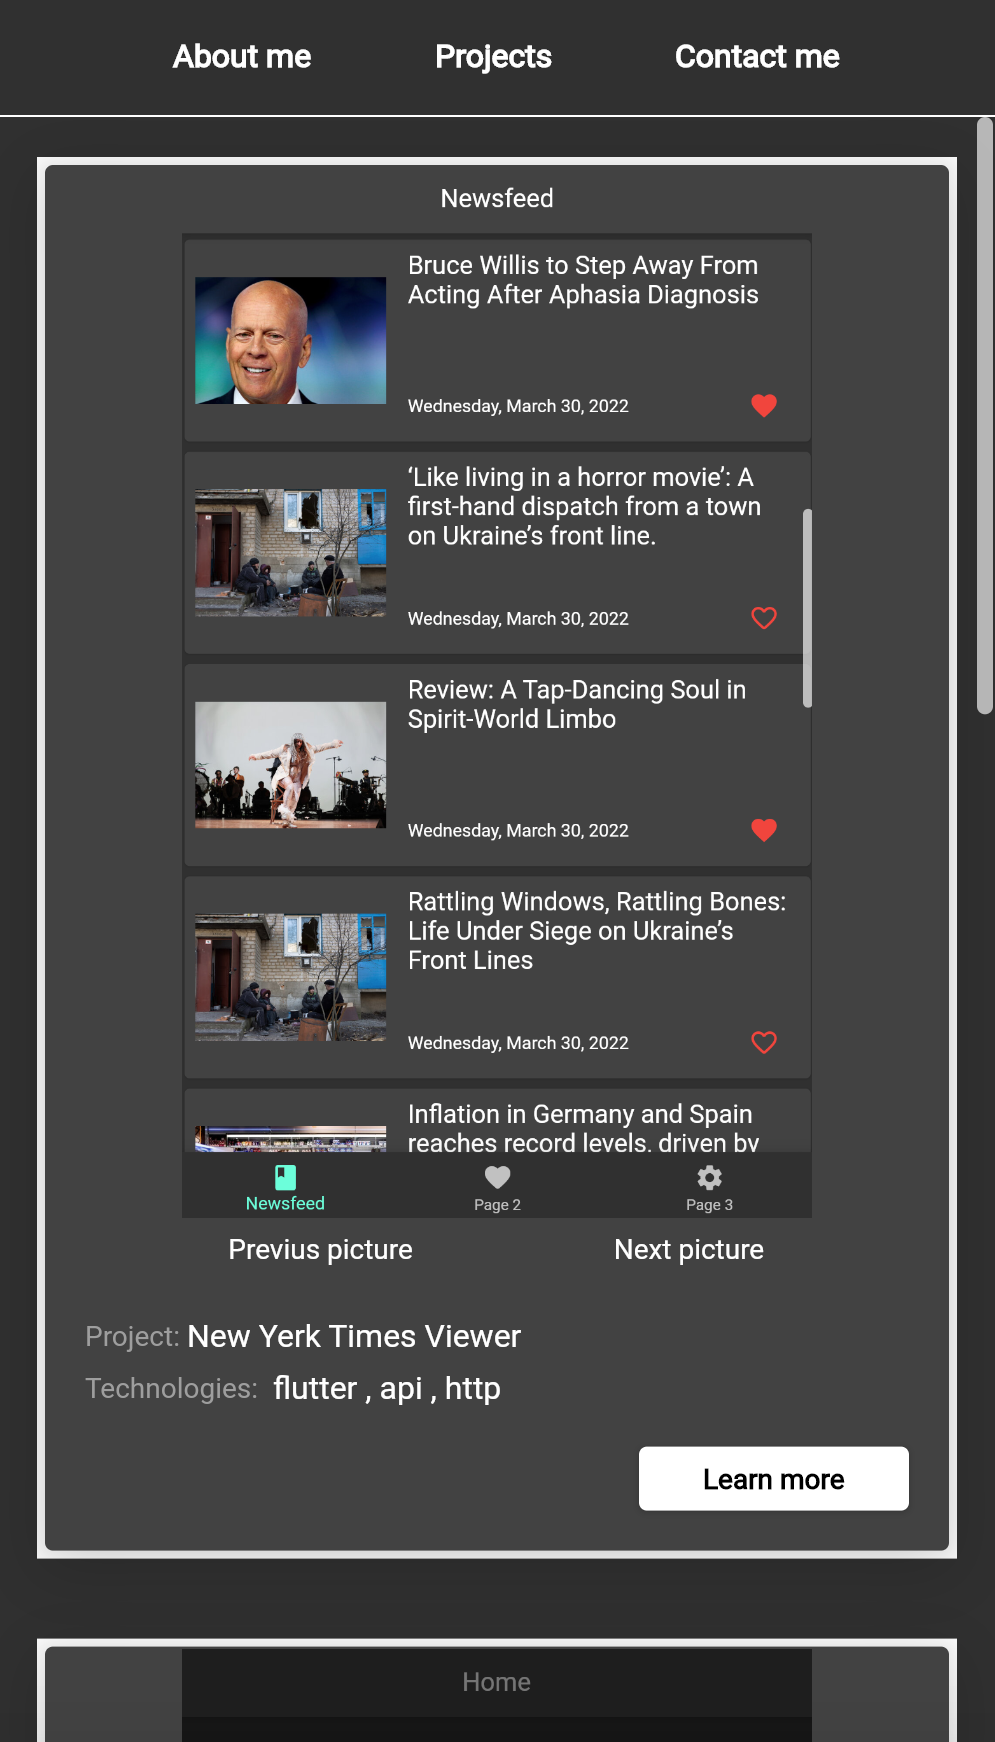 About me Projects Contact me
Newsfeed
Bruce Willis to Step Away From
Acting After Aphasia Diagnosis
Wednesday, March 30, 2022
‘Like living in a horror movie’: A
first-hand dispatch from a town
on Ukraine’s front line.
Wednesday, March 30, 2022
Review: A Tap-Dancing Soul in
Spirit-World Limbo
Wednesday, March 30, 2022
Rattling Windows, Rattling Bones:
Life Under Siege on Ukraine’s
Front Lines
Wednesday, March 30, 2022
Inflation in Germany and Spain
reaches record levels, driven by
Newsfeed Page 2 Page 3
Previus picture Next picture
Project: New Yerk Times Viewer
Technologies: flutter , api , http
Learn more
Home